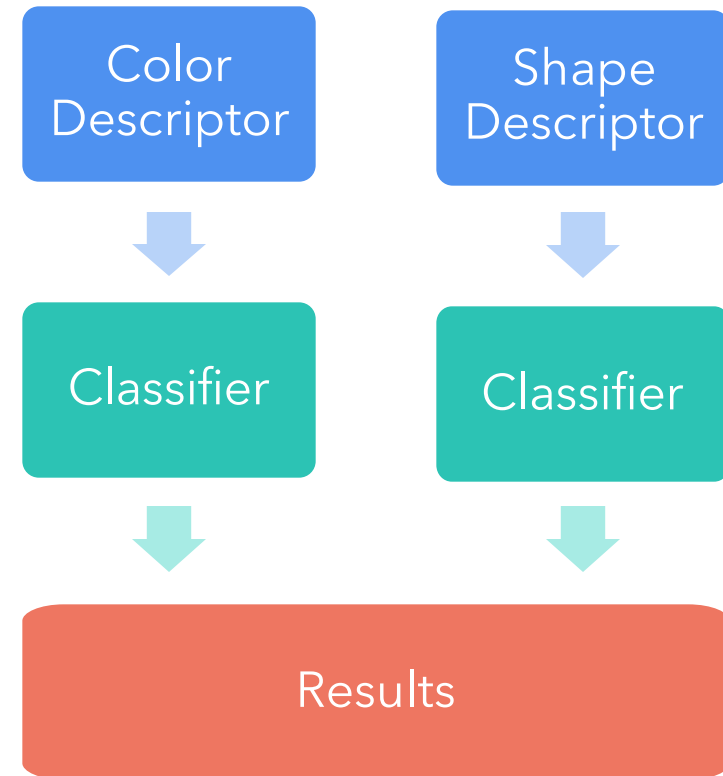 Color
Descriptor
Shape
Descriptor
Classifier
Classifier
Results